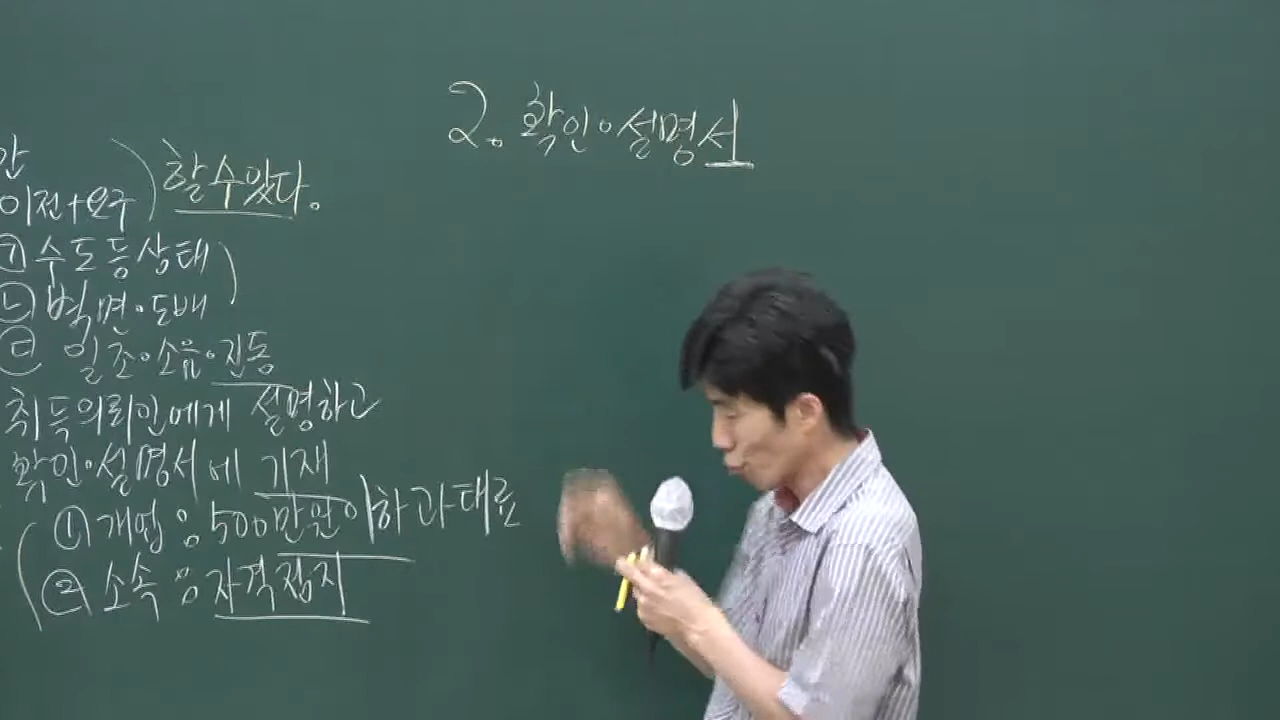 2. 확인·설명서
안
이전+요구 ) 할 수 있다.
㉠ 수도 등 상태
㉡ 벽면·도배
㉢ 일조·소음·진동
취득의뢰인에게 설명하고
확인·설명서에 기재
① 개업 : 500만원 이하 과태료
② 소속 : 자격정지